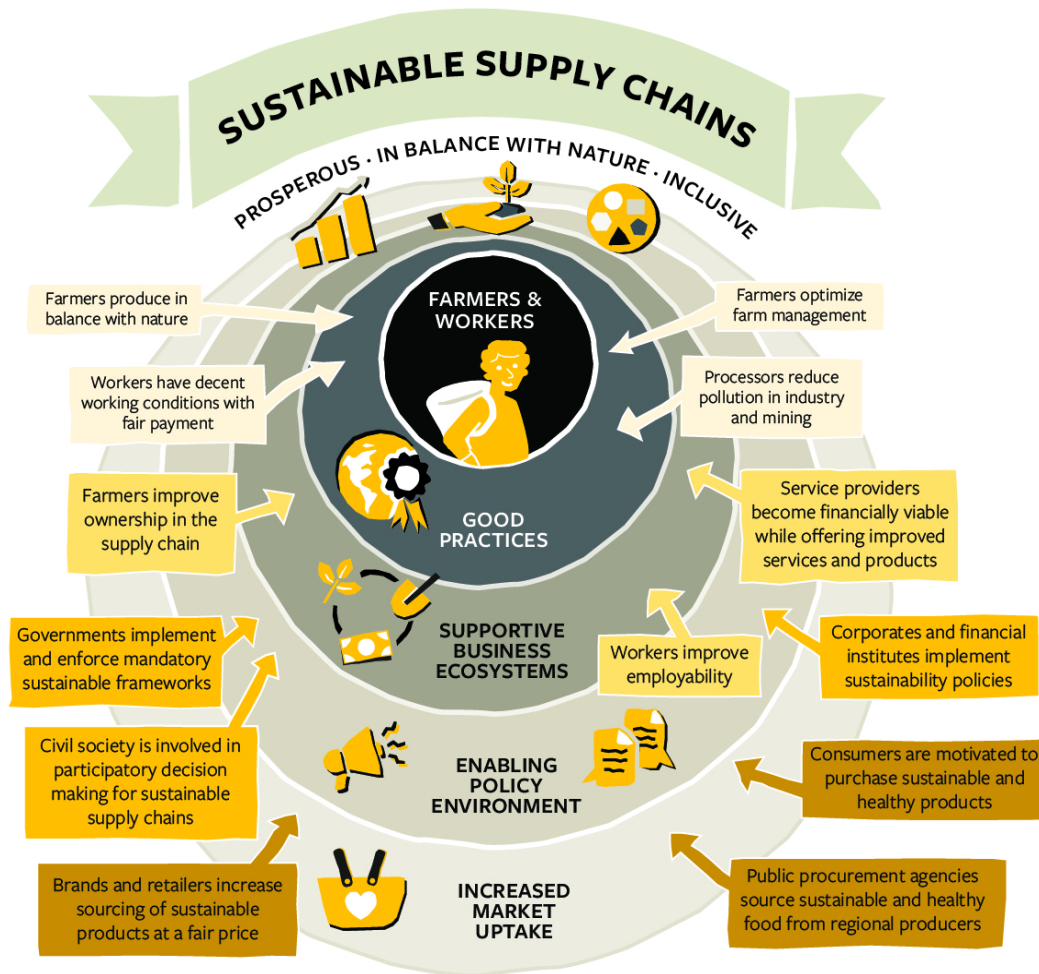 SUSTAINABLE SUPPLY CHAINS
PROSPEROUS · IN BALANCE WITH NATURE · INCLUSIVE
FARMERS &
WORKERS
Farmers produce in
balance with nature
Farmers optimize
farm management
Workers have decent
working conditions with
fair payment
Processors reduce
pollution in industry
and mining
GOOD
PRACTICES
Farmers improve
ownership in the
supply chain
Service providers
become financially viable
while offering improved
services and products
SUPPORTIVE
BUSINESS
ECOSYSTEMS
Workers improve
employability
Governments implement
and enforce mandatory
sustainable frameworks
Corporates and financial
institutes implement
sustainability policies
Civil society is involved in
participatory decision
making for sustainable
supply chains
ENABLING
POLICY
ENVIRONMENT
Consumers are motivated to
purchase sustainable and
healthy products
Brands and retailers increase
sourcing of sustainable
products at a fair price
INCREASED
MARKET
UPTAKE
Public procurement agencies
source sustainable and healthy
food from regional producers